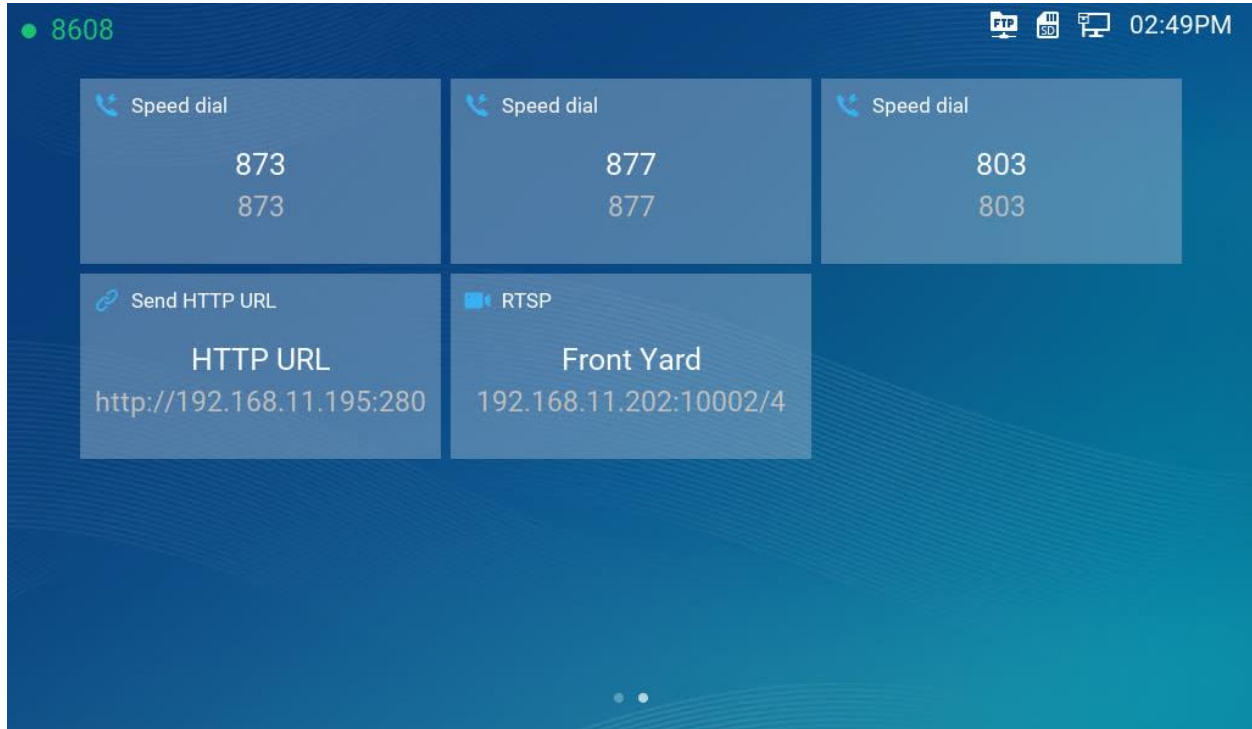 8608
FTP
SD
02:49PM
Speed dial
873
873
Speed dial
877
877
Speed dial
803
803
Send HTTP URL
HTTP URL
http://192.168.11.195:280
RTSP
Front Yard
192.168.11.202:10002/4